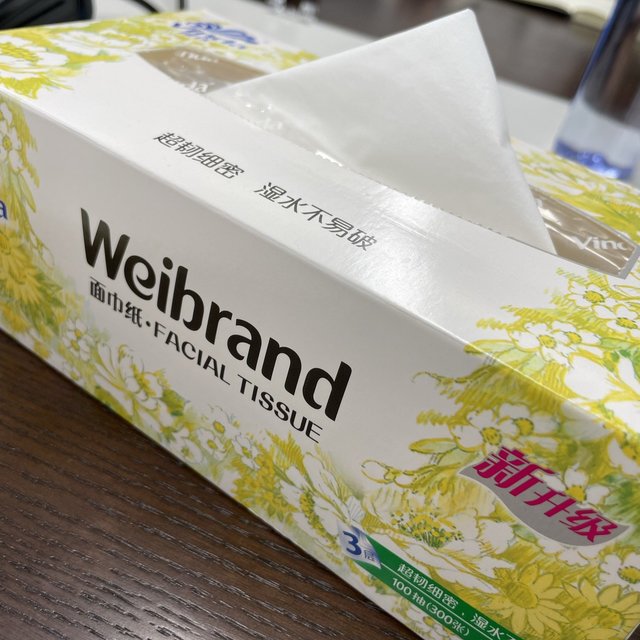 超韧细密 湿水不易破
Vinc
a
Weibrand
面巾纸·FACIAL TISSUE
新升级
3层
超韧细密·湿水
100抽(300张)